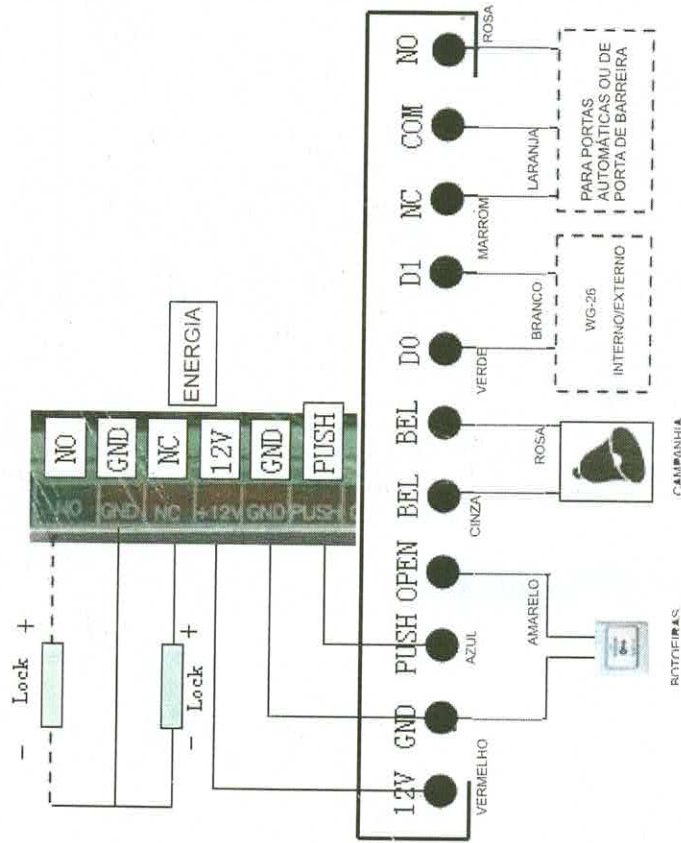 Lock
- +
- +
Lock
NO
GND
NC
12V
GND
PUSH
NO
GND
NC
+12V
GND
PUSH
ENERGIA
12V
GND
PUSH
OPEN
BEL
BEL
D0
D1
NC
COM
NO
VERMELHO
AZUL
AMARELO
CINZA
ROSA
VERDE
BRANCO
MARROM
LARANJA
ROSA
BOTOEIRAS
CAMPANHIA
WG-26
INTERNO/EXTERNO
PARA PORTAS
AUTOMÁTICAS OU DE
PORTA DE BARREIRA